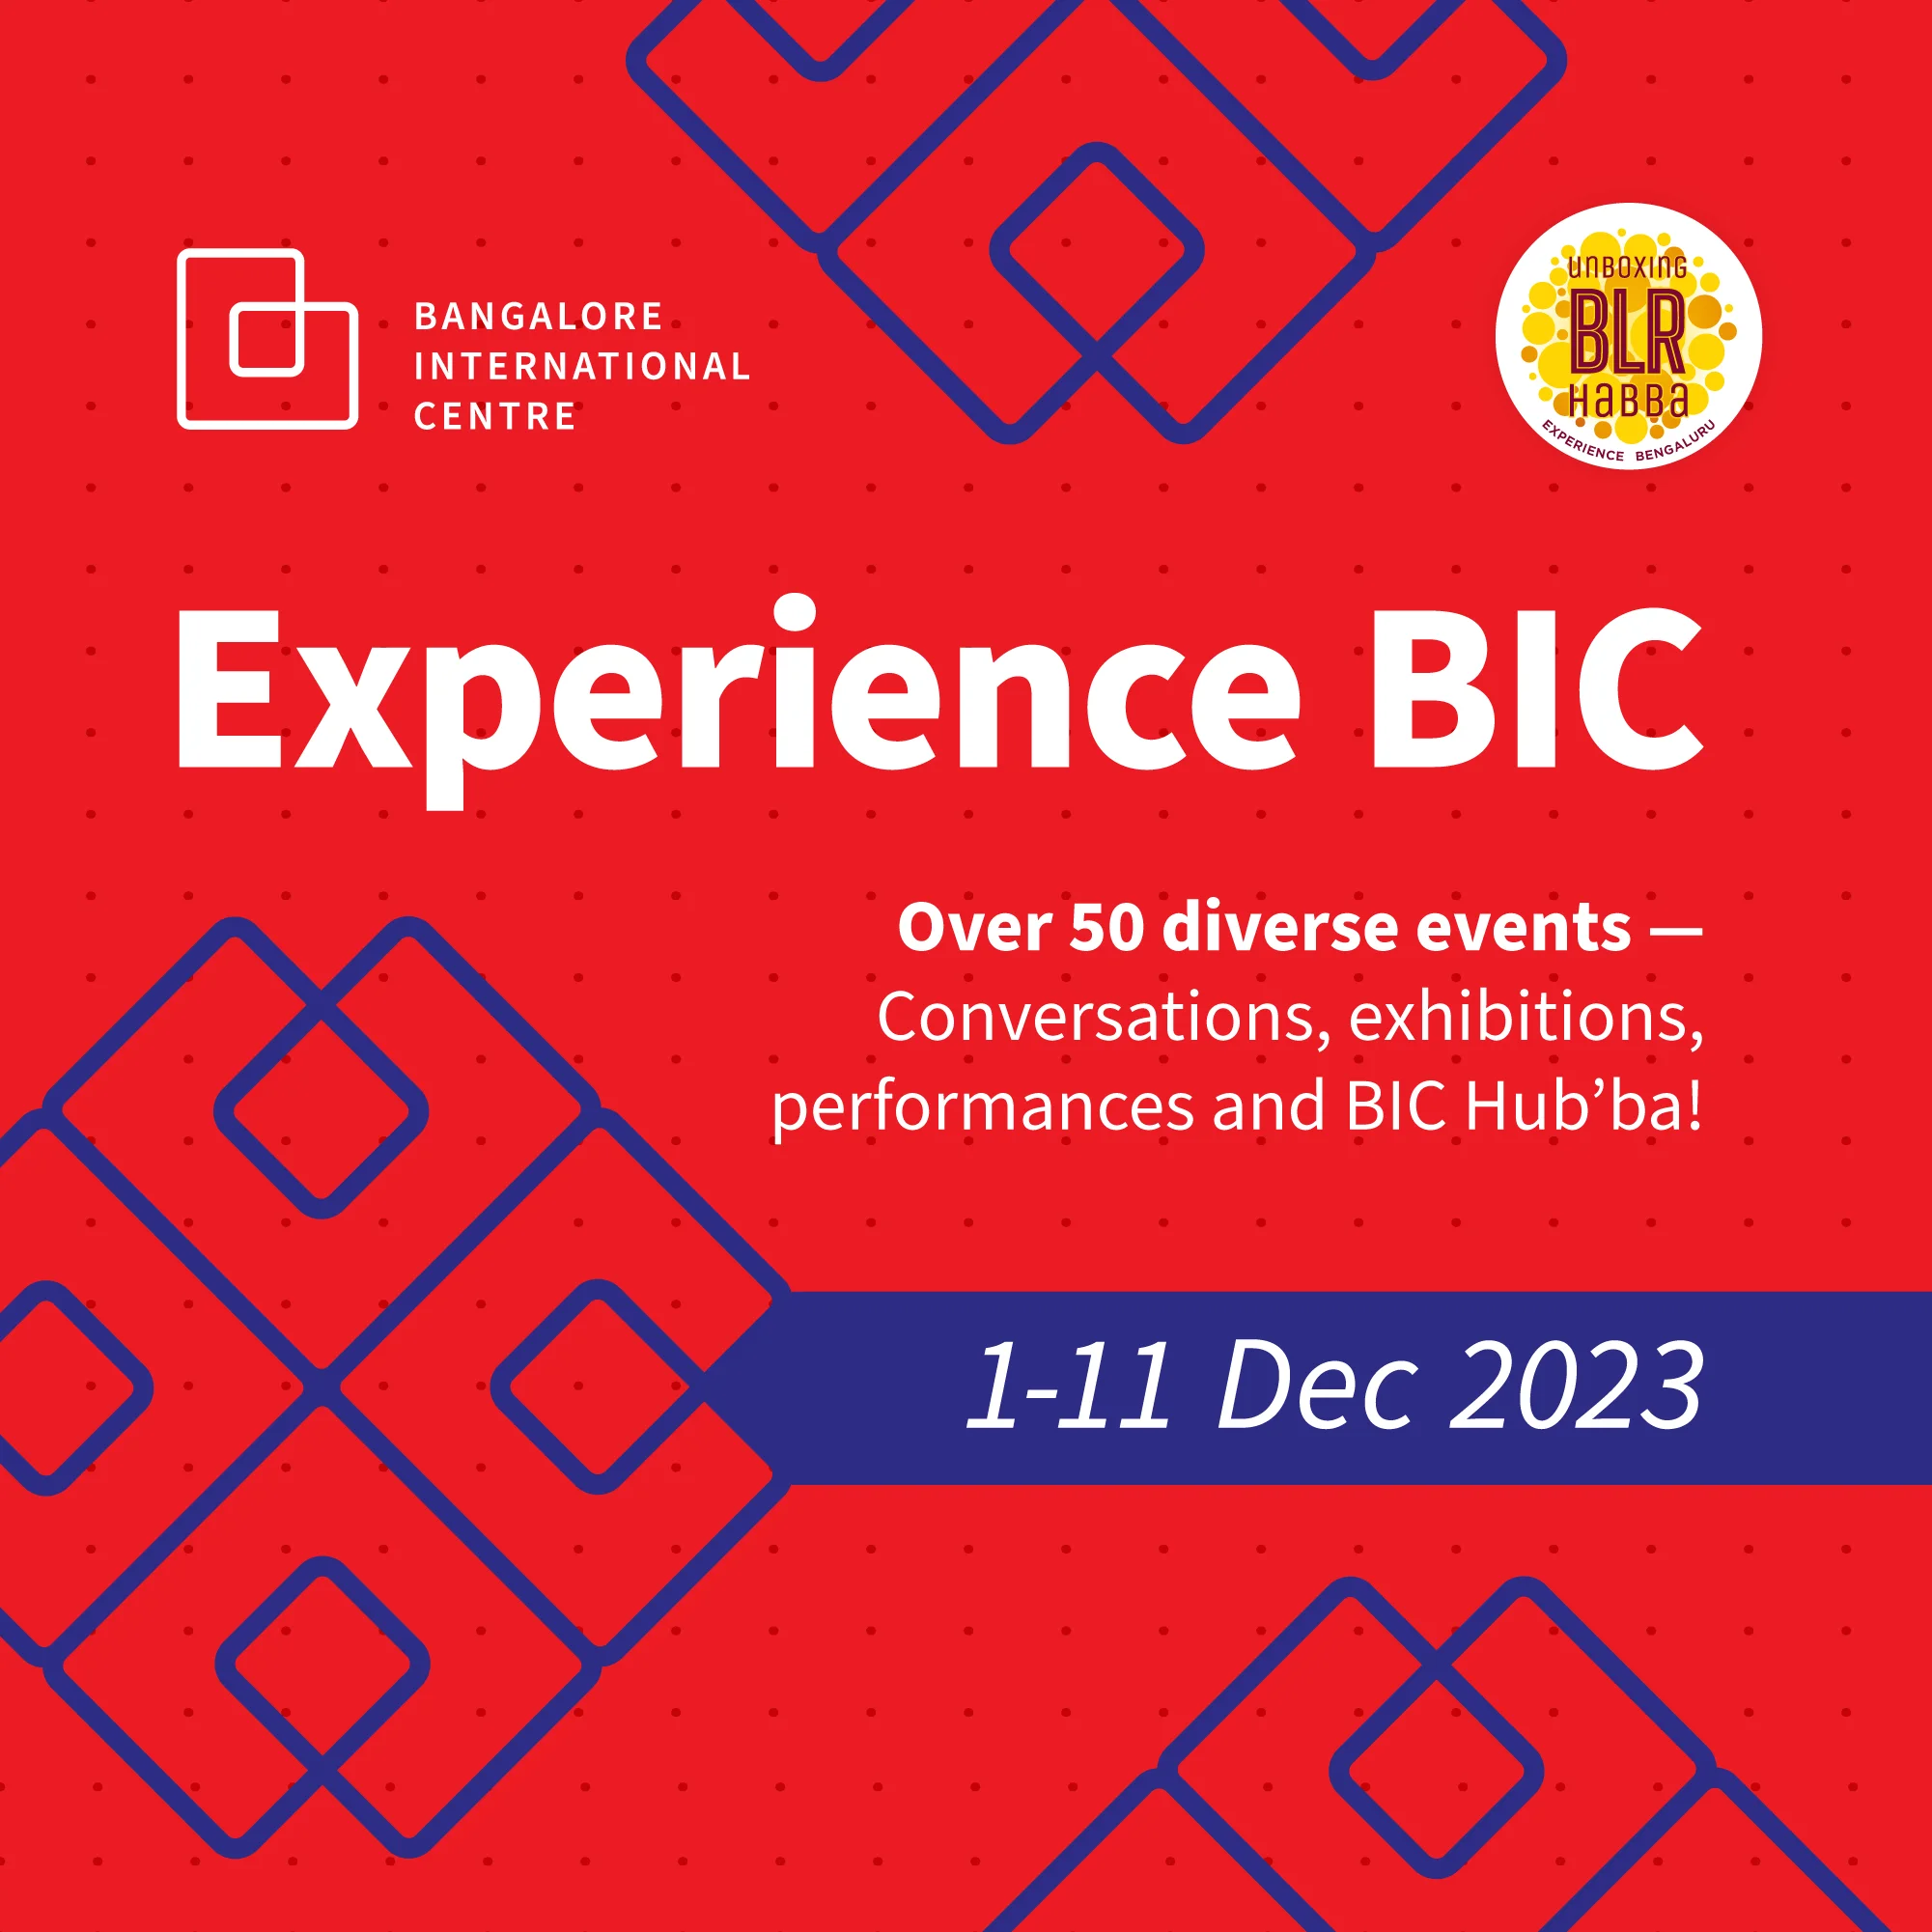 BANGALORE
INTERNATIONAL
CENTRE
UNBOXING
BLR
HABBA
EXPERIENCE BENGALURU
Experience BIC
Over 50 diverse events —
Conversations, exhibitions,
performances and BIC Hub’ba!
1-11 Dec 2023